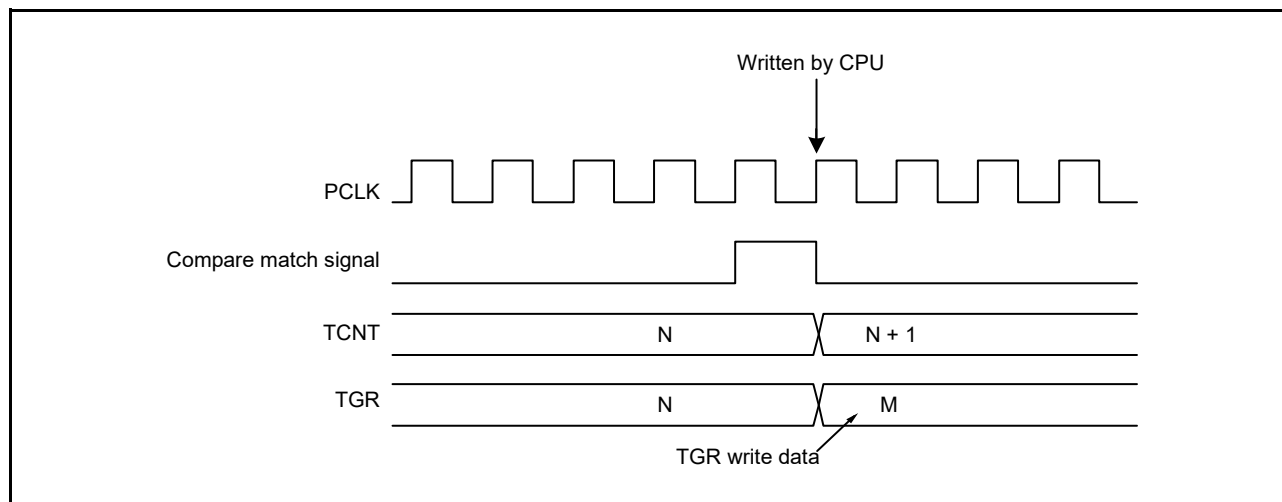 Written by CPU
PCLK
Compare match signal
TCNT
N
N + 1
TGR
N
M
TGR write data